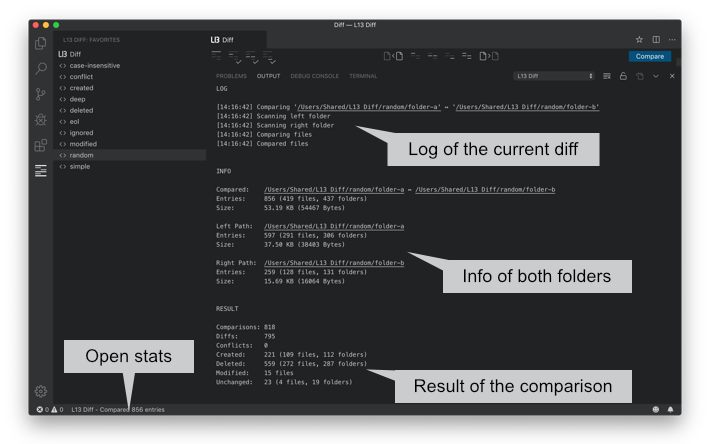 Diff — L13 Diff
L13 DIFF: FAVORITES
L13 Diff
case-insensitive
conflict
created
deep
deleted
eol
ignored
modified
random
simple
L13 Diff
Compare
PROBLEMS OUTPUT DEBUG CONSOLE TERMINAL
L13 Diff
LOG
[14:16:42] Comparing '/Users/Shared/L13 Diff/random/folder-a' ↔ '/Users/Shared/L13 Diff/random/folder-b'
[14:16:42] Scanning left folder
[14:16:42] Scanning right folder
[14:16:42] Comparing files
[14:16:42] Compared files
Log of the current diff
INFO
Compared: /Users/Shared/L13 Diff/random/folder-a ↔ /Users/Shared/L13 Diff/random/folder-b
Entries: 856 (419 files, 437 folders)
Size: 53.19 KB (54467 Bytes)
Left Path: /Users/Shared/L13 Diff/random/folder-a
Entries: 597 (291 files, 306 folders)
Size: 37.50 KB (38403 Bytes)
Right Path: /Users/Shared/L13 Diff/random/folder-b
Entries: 259 (128 files, 131 folders)
Size: 15.69 KB (16064 Bytes)
Info of both folders
RESULT
Comparisons: 818
Diffs: 795
Conflicts: 0
Created: 221 (109 files, 112 folders)
Deleted: 559 (272 files, 287 folders)
Modified: 15 files
Unchanged: 23 (4 files, 19 folders)
Open stats
Result of the comparison
0 0 L13 Diff - Compared 856 entries